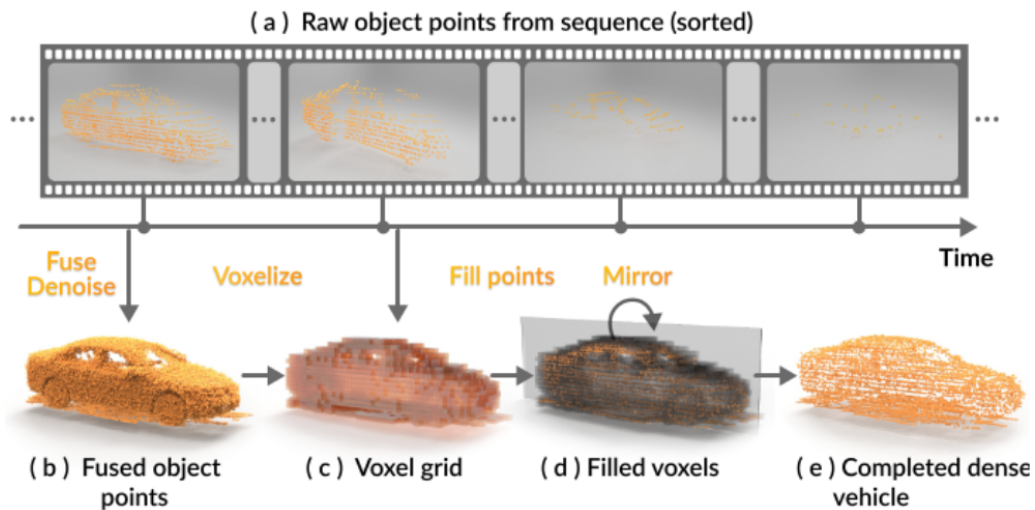 ( a ) Raw object points from sequence (sorted)
... ... ... ... ...
Time
Fuse
Denoise
Voxelize
Fill points
Mirror
( b ) Fused object
points
( c ) Voxel grid
( d ) Filled voxels
( e ) Completed dense
vehicle